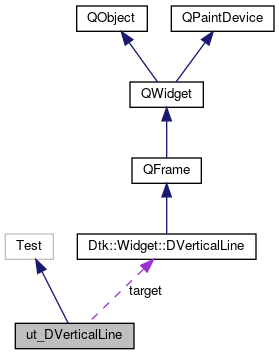 QObject
QPaintDevice
QWidget
QFrame
Test
Dtk::Widget::DVerticalLine
target
ut_DVerticalLine